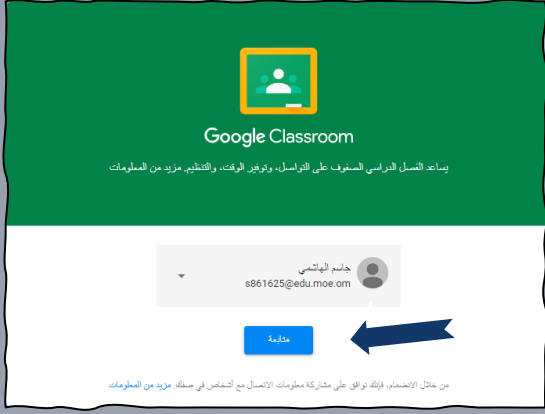 Google Classroom
يساعد الفصل الدراسي الصفوف على التواصل، وتوفير الوقت، والتنظيم. مزيد من المعلومات
جاسم الهاشمي
s861625@edu.moe.om
متابعة
من خلال الانضمام، فإنك توافق على مشاركة معلومات الاتصال مع أشخاص في صفك. مزيد من المعلومات